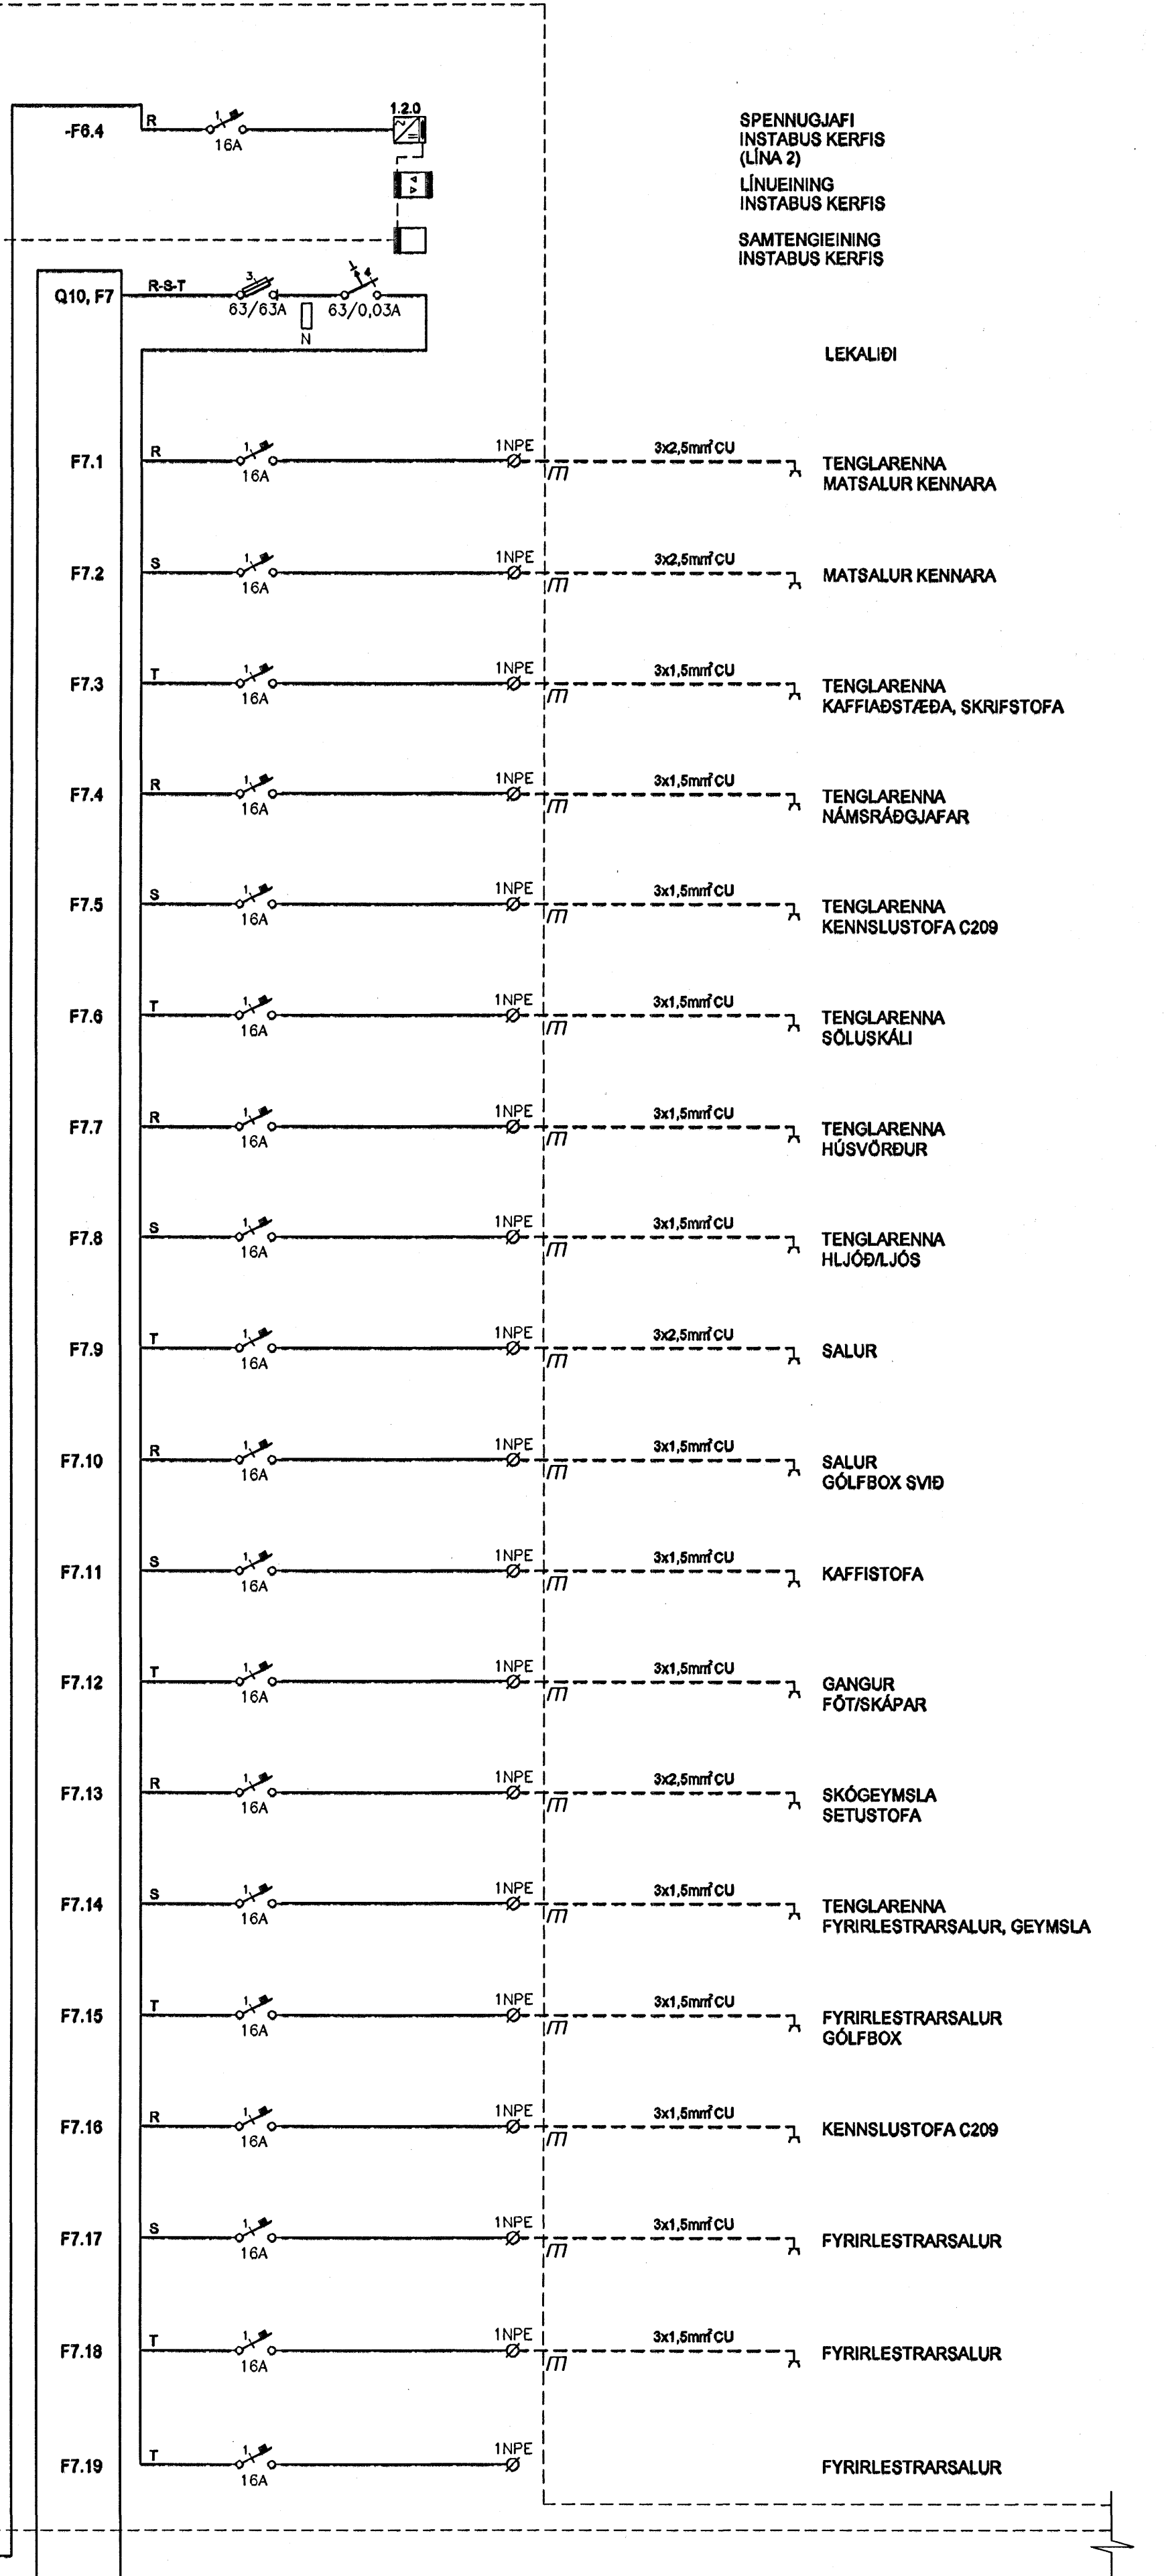 -F6.4
R
1
16A
1.2.0
SPENNUGJAFI
INSTABUS KERFIS
(LÍNA 2)
LÍNUEINING
INSTABUS KERFIS
SAMTENGIEINING
INSTABUS KERFIS
Q10, F7
R-S-T
3
63/63A
N
4
63/0,03A
LEKALIÐI
F7.1
R
1
16A
1NPE
3x2,5mm² CU
TENGLARENNA
MATSALUR KENNARA
F7.2
S
1
16A
1NPE
3x2,5mm² CU
MATSALUR KENNARA
F7.3
T
1
16A
1NPE
3x1,5mm² CU
TENGLARENNA
KAFFIAÐSTÆÐA, SKRIFSTOFA
F7.4
R
1
16A
1NPE
3x1,5mm² CU
TENGLARENNA
NÁMSRÁÐGJAFAR
F7.5
S
1
16A
1NPE
3x1,5mm² CU
TENGLARENNA
KENNSLUSTOFA C209
F7.6
T
1
16A
1NPE
3x1,5mm² CU
TENGLARENNA
SÖLUSKÁLI
F7.7
R
1
16A
1NPE
3x1,5mm² CU
TENGLARENNA
HÚSVÖRÐUR
F7.8
S
1
16A
1NPE
3x1,5mm² CU
TENGLARENNA
HLJÓÐ/LJÓS
F7.9
T
1
16A
1NPE
3x2,5mm² CU
SALUR
F7.10
R
1
16A
1NPE
3x1,5mm² CU
SALUR
GÓLFBOX SVIÐ
F7.11
S
1
16A
1NPE
3x1,5mm² CU
KAFFISTOFA
F7.12
T
1
16A
1NPE
3x1,5mm² CU
GANGUR
FÖT/SKÁPAR
F7.13
R
1
16A
1NPE
3x2,5mm² CU
SKÓGEYMSLA
SETUSTOFA
F7.14
S
1
16A
1NPE
3x1,5mm² CU
TENGLARENNA
FYRIRLESTRARSALUR, GEYMSLA
F7.15
T
1
16A
1NPE
3x1,5mm² CU
FYRIRLESTRARSALUR
GÓLFBOX
F7.16
R
1
16A
1NPE
3x1,5mm² CU
KENNSLUSTOFA C209
F7.17
S
1
16A
1NPE
3x1,5mm² CU
FYRIRLESTRARSALUR
F7.18
T
1
16A
1NPE
3x1,5mm² CU
FYRIRLESTRARSALUR
F7.19
T
1
16A
1NPE
FYRIRLESTRARSALUR